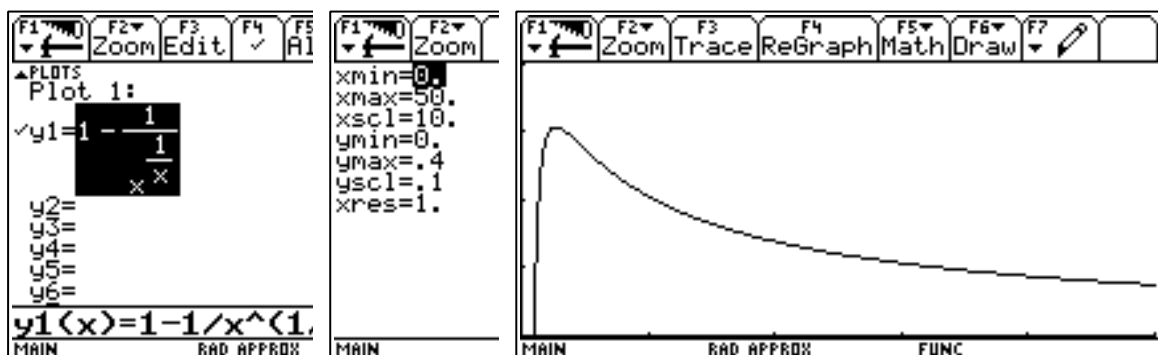 F1 F2 Zoom F3 Edit F4 ✓ F5 Al
▲PLOTS
Plot 1:
✓y1=1 - 1/x^(1/x)
y2=
y3=
y4=
y5=
y6=
y1(x)=1-1/x^(1/
MAIN RAD APPROX
F1 F2 Zoom
xmin=0.
xmax=50.
xscl=10.
ymin=0.
ymax=.4
yscl=.1
xres=1.
MAIN
F1 F2 Zoom F3 Trace F4 ReGraph F5 Math F6 Draw F7
MAIN RAD APPROX FUNC